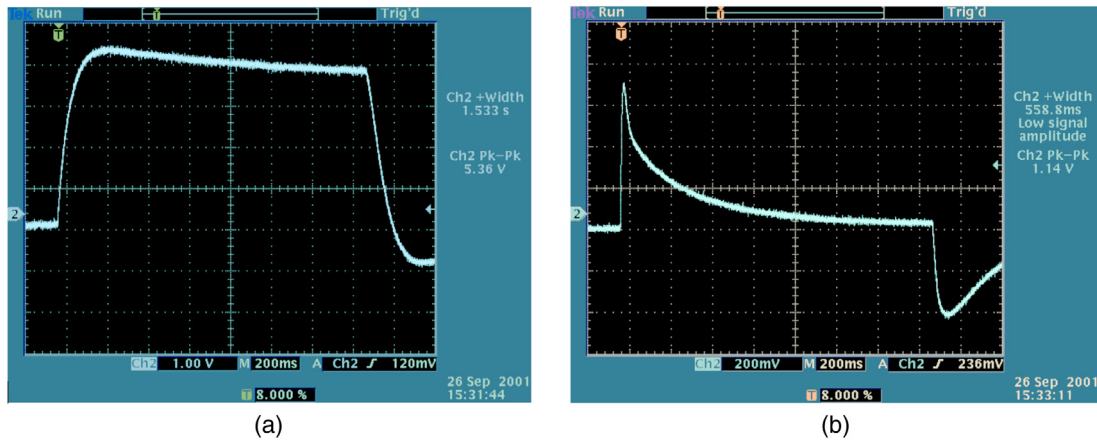 Tek Run Trig'd
T
T
Ch2 +Width
1.533 s
Ch2 Pk-Pk
5.36 V
2
Ch2 1.00 V M 200ms A Ch2 ƒ 120mV
T 8.000 %
26 Sep 2001
15:31:44
(a)
Tek Run Trig'd
T
T
Ch2 +Width
558.8ms
Low signal
amplitude
Ch2 Pk-Pk
1.14 V
2
Ch2 200mV M 200ms A Ch2 ƒ 236mV
T 8.000 %
26 Sep 2001
15:33:11
(b)